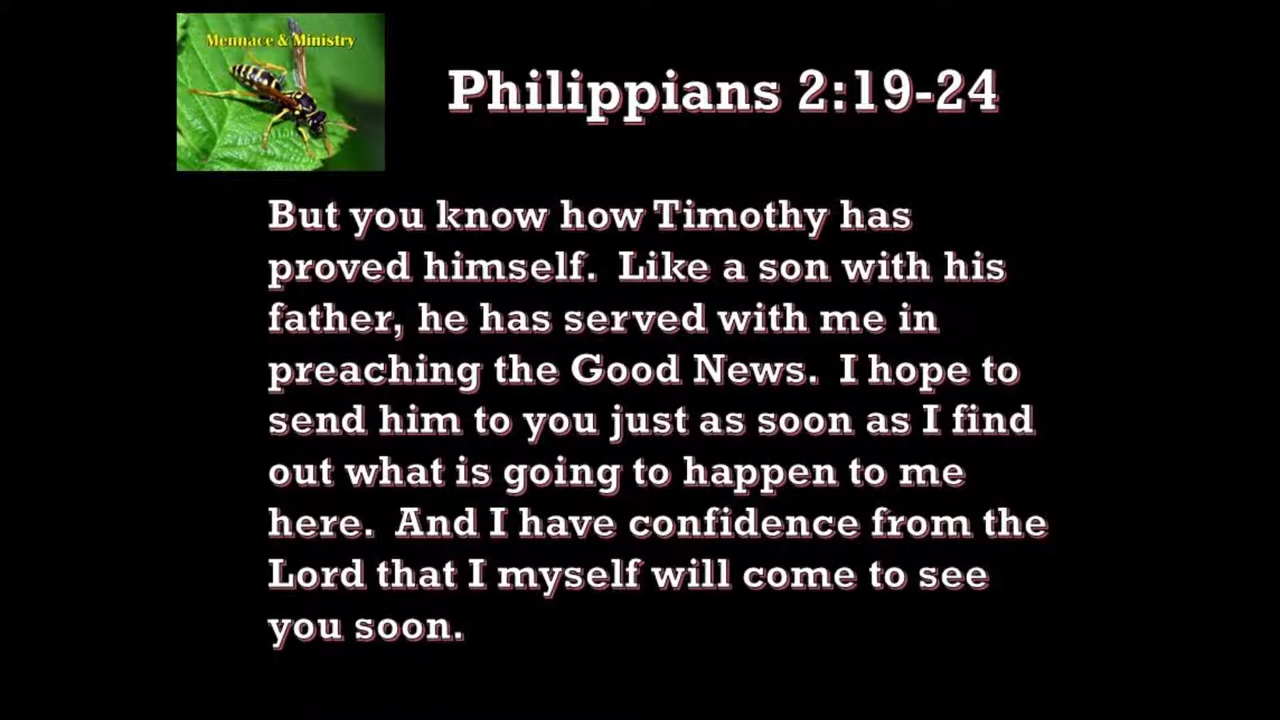 Mennace & Ministry
Philippians 2:19-24
But you know how Timothy has
proved himself.  Like a son with his
father, he has served with me in
preaching the Good News.  I hope to
send him to you just as soon as I find
out what is going to happen to me
here.  And I have confidence from the
Lord that I myself will come to see
you soon.